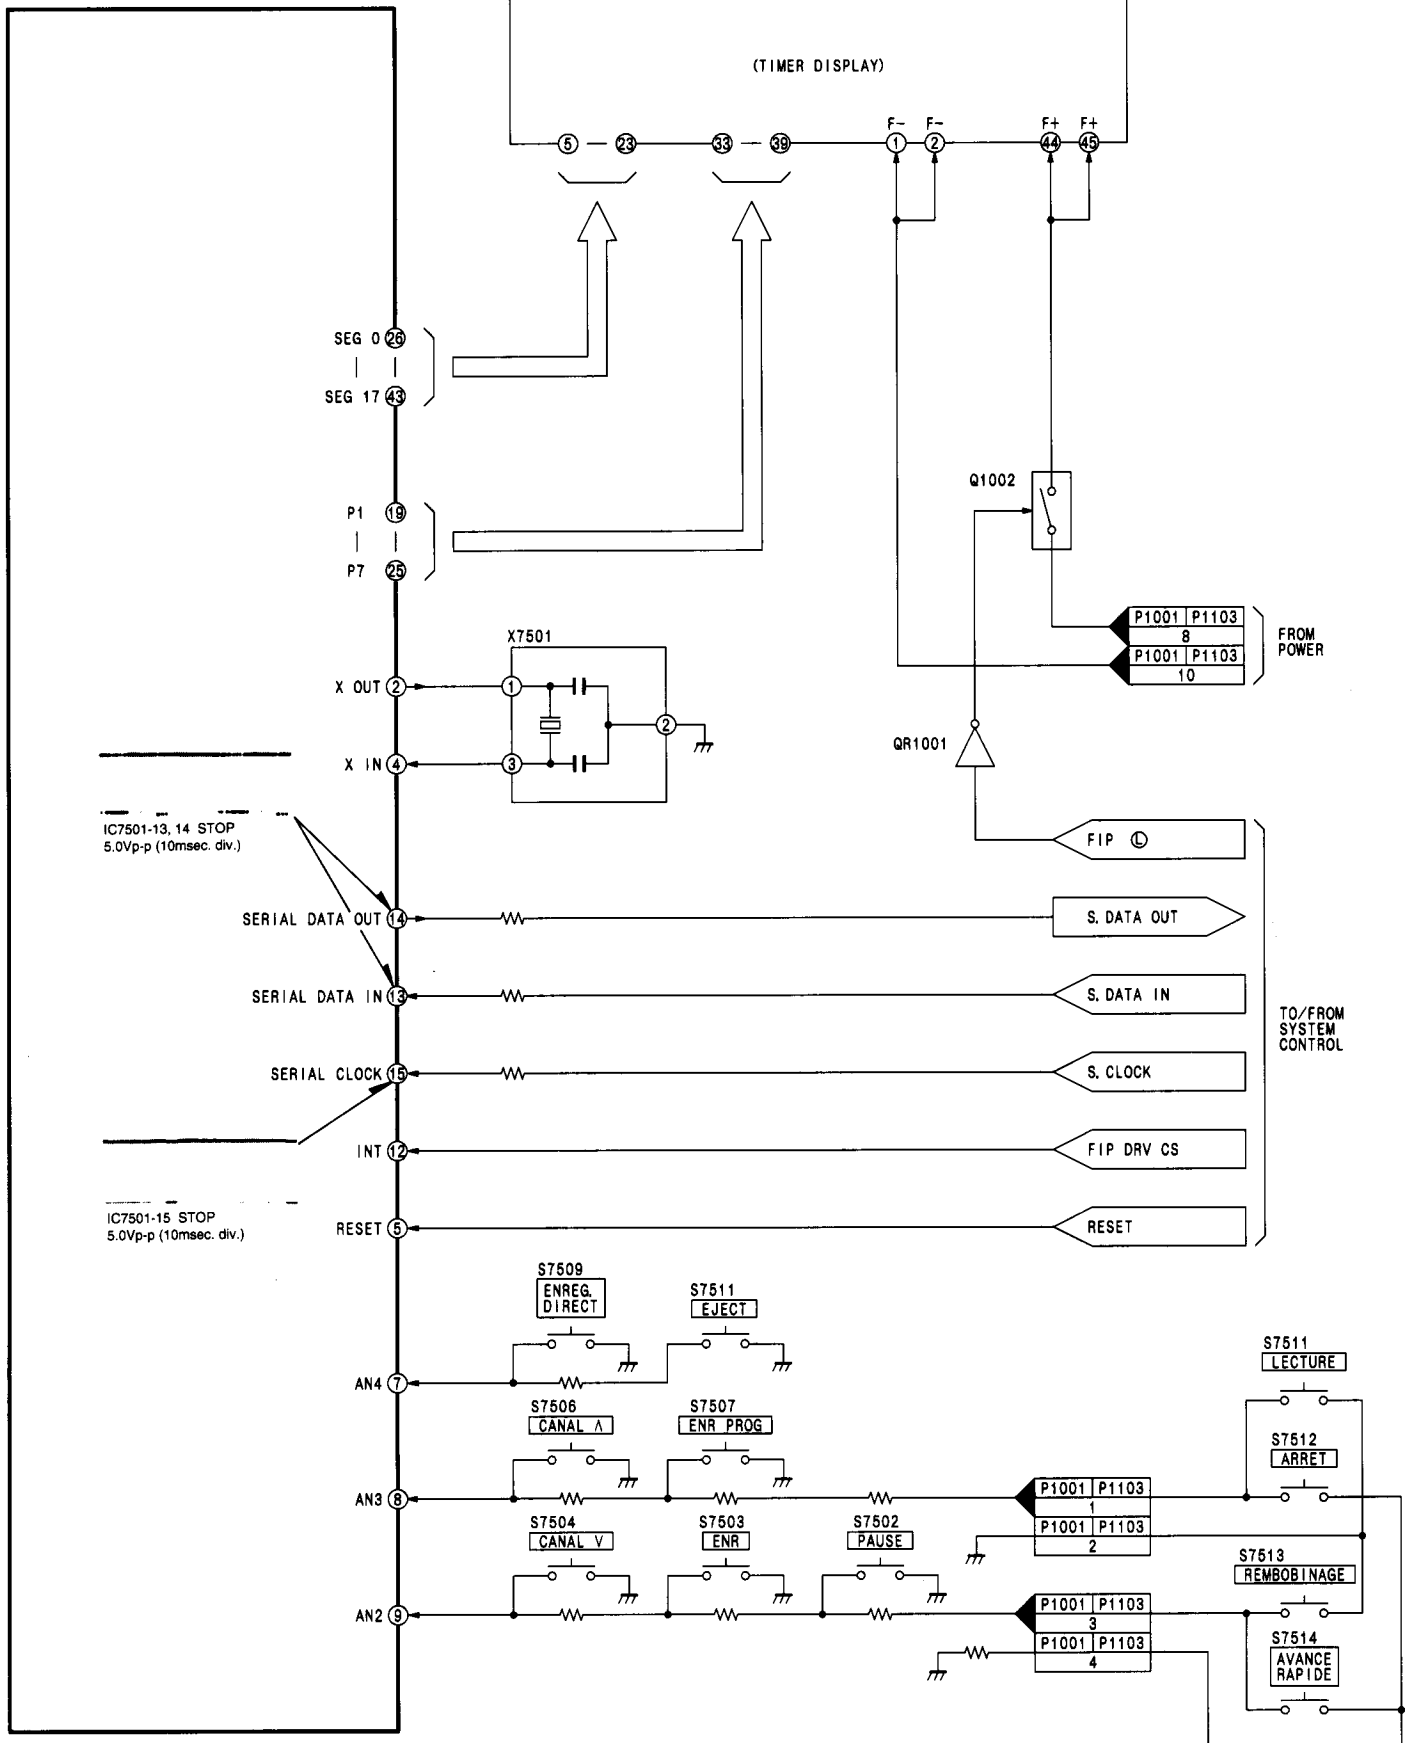 (TIMER DISPLAY)
F- F- F+ F+
5 23 33 39 1 2 44 45
SEG 0 26
SEG 17 43
P1 19
P7 25
Q1002
P1001 P1103
8
P1001 P1103
10
FROM
POWER
X7501
X OUT 2 1
2
X IN 4 3
QR1001
IC7501-13, 14 STOP
5.0Vp-p (10msec. div.)
FIP L
SERIAL DATA OUT 14 S. DATA OUT
SERIAL DATA IN 13 S. DATA IN
TO/FROM
SYSTEM
CONTROL
SERIAL CLOCK 15 S. CLOCK
INT 12 FIP DRV CS
IC7501-15 STOP
5.0Vp-p (10msec. div.)
RESET 5 RESET
S7509
ENREG.
DIRECT
S7511
EJECT
AN4 7
S7511
LECTURE
S7506
CANAL Λ
S7507
ENR PROG
S7512
ARRET
AN3 8
P1001 P1103
1
P1001 P1103
2
S7504
CANAL V
S7503
ENR
S7502
PAUSE
S7513
REMBOBINAGE
AN2 9
P1001 P1103
3
P1001 P1103
4
S7514
AVANCE
RAPIDE